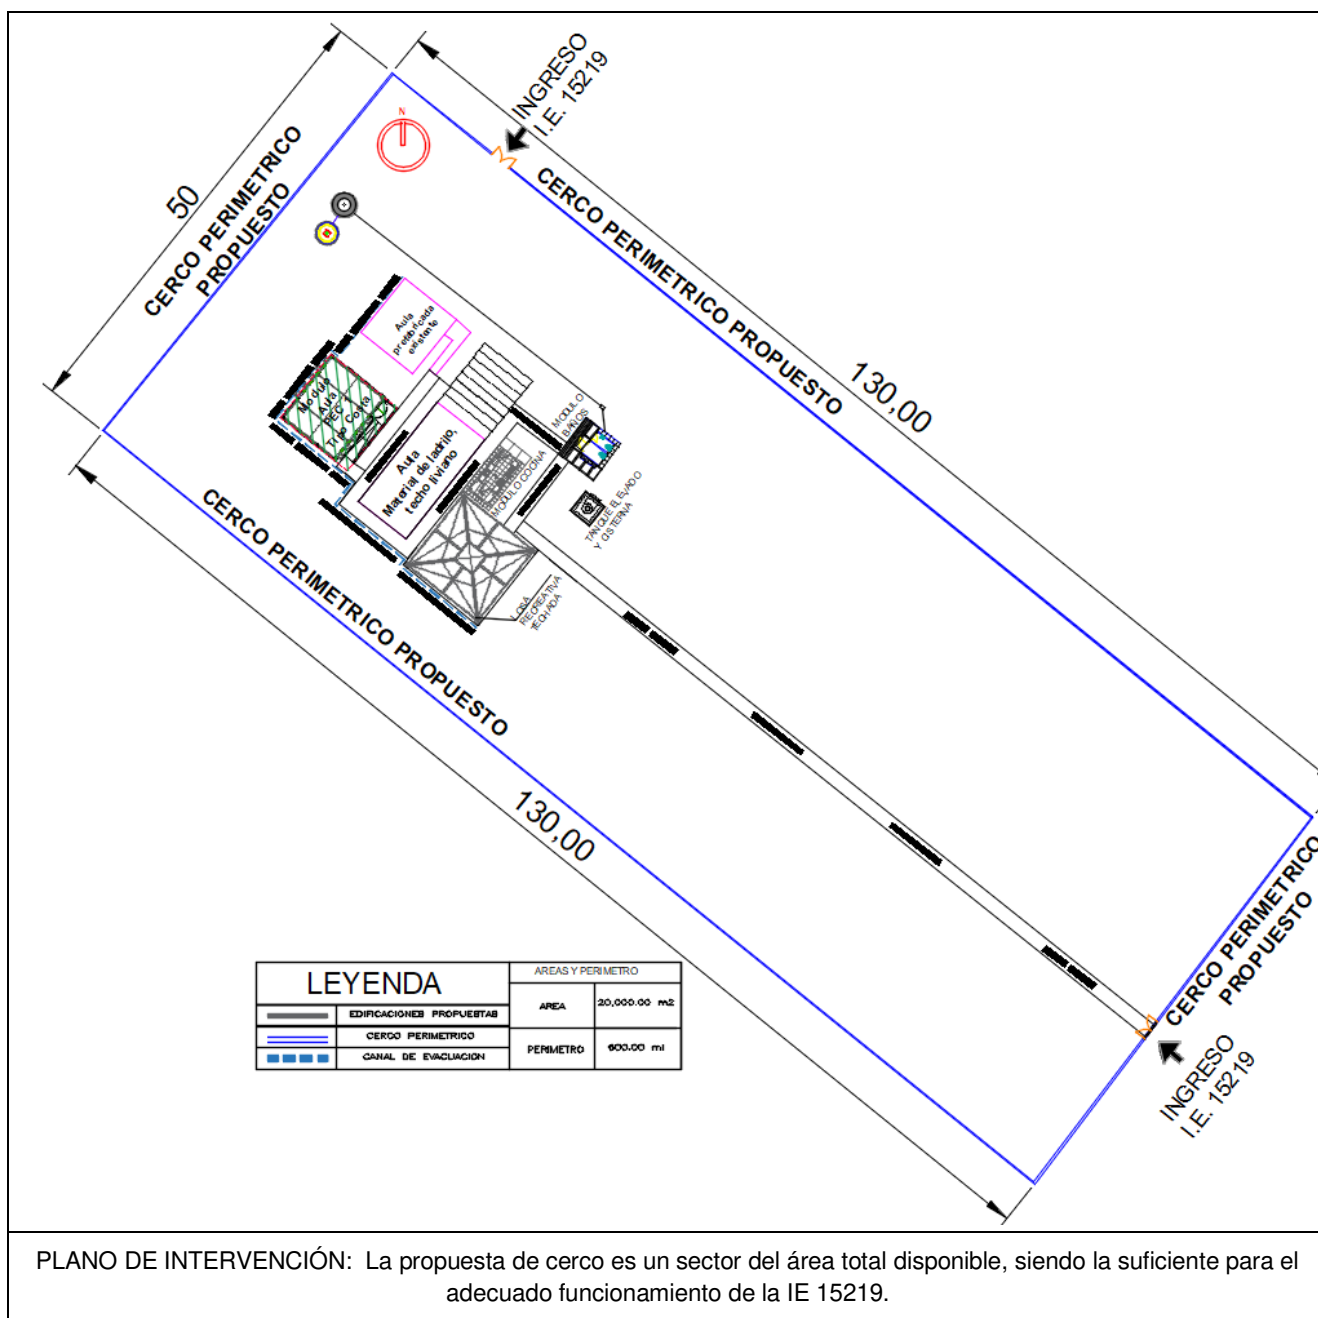 INGRESO
I.E. 15219
N
50
CERCO PERIMETRICO
PROPUESTO
CERCO PERIMETRICO PROPUESTO
130,00
Aula
prefabricada
existente
Modulo
Aula
PEC 1
Tipo Costa
Aula
Material de ladrillo,
techo liviano
MODULO COCINA
MODULO
BAÑOS
TANQUE ELEVADO
Y CISTERNA
LOSA
RECREATIVA
TECHADA
CERCO PERIMETRICO PROPUESTO
130,00
CERCO PERIMETRICO
PROPUESTO
INGRESO
I.E. 15219
LEYENDA
EDIFICACIONES PROPUESTAS
CERCO PERIMETRICO
CANAL DE EVACUACION
AREAS Y PERIMETRO
AREA
20,000.00 m2
PERIMETRO
600.00 ml
PLANO DE INTERVENCIÓN: La propuesta de cerco es un sector del área total disponible, siendo la suficiente para el
adecuado funcionamiento de la IE 15219.